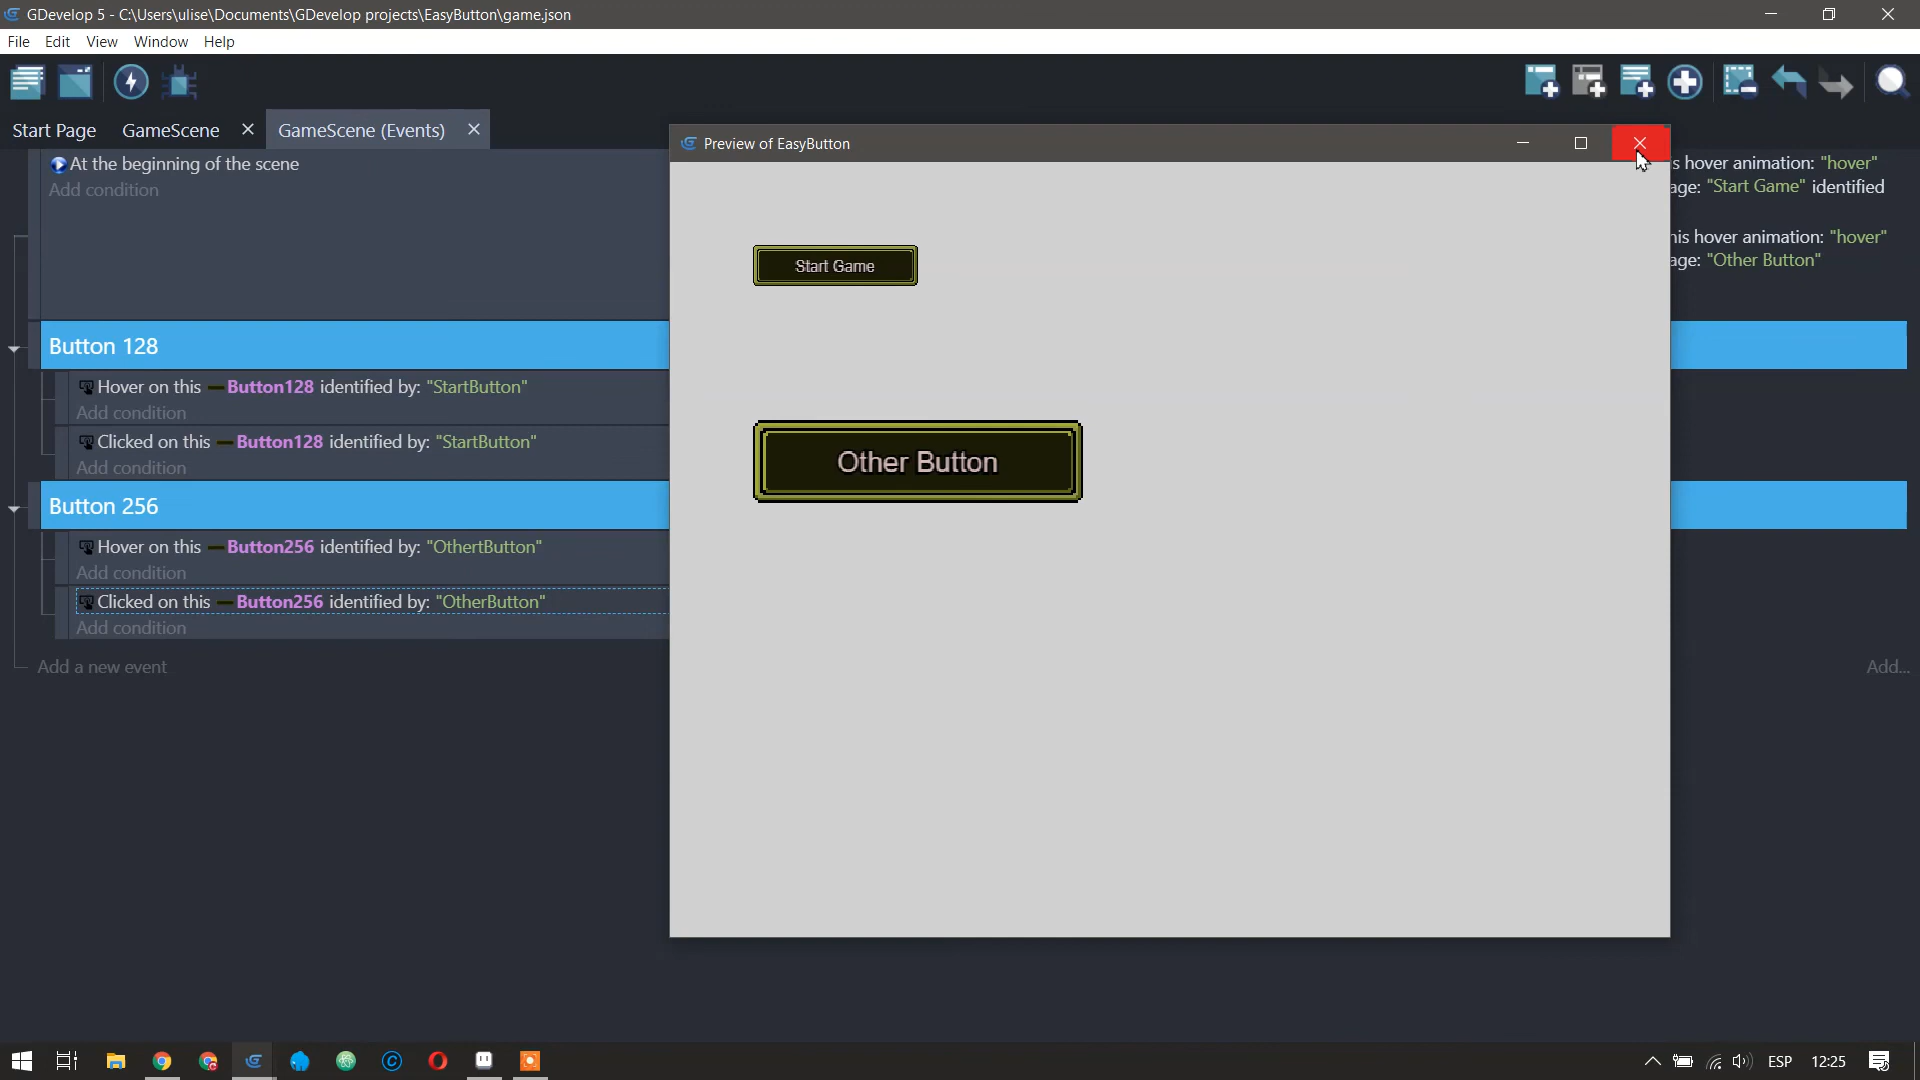 GDevelop 5 - C:\Users\ulise\Documents\GDevelop projects\EasyButton\game.json
File Edit View Window Help
Start Page GameScene GameScene (Events)
Preview of EasyButton
At the beginning of the scene
Add condition
s hover animation: "hover"
age: "Start Game" identified
his hover animation: "hover"
age: "Other Button"
Start Game
Button 128
Hover on this Button128 identified by: "StartButton"
Add condition
Clicked on this Button128 identified by: "StartButton"
Add condition
Other Button
Button 256
Hover on this Button256 identified by: "OthertButton"
Add condition
Clicked on this Button256 identified by: "OtherButton"
Add condition
Add a new event
Add...
ESP 12:25